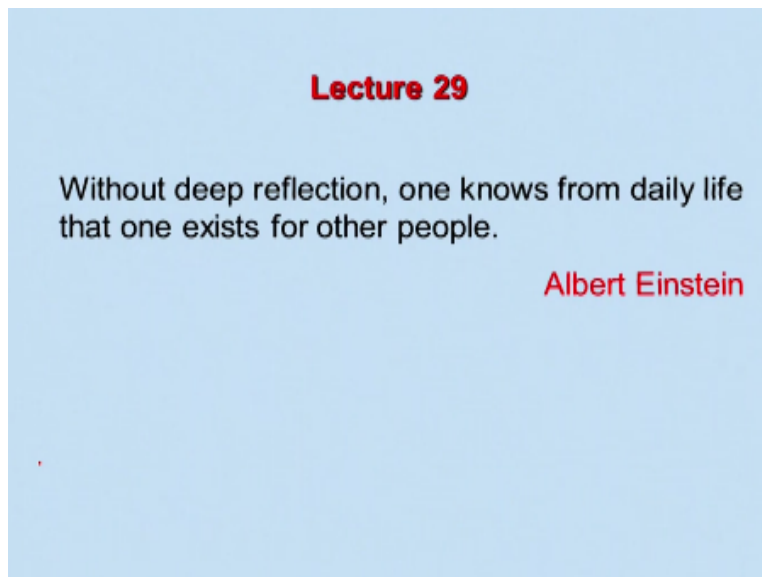 Lecture 29
Without deep reflection, one knows from daily life
that one exists for other people.
Albert Einstein